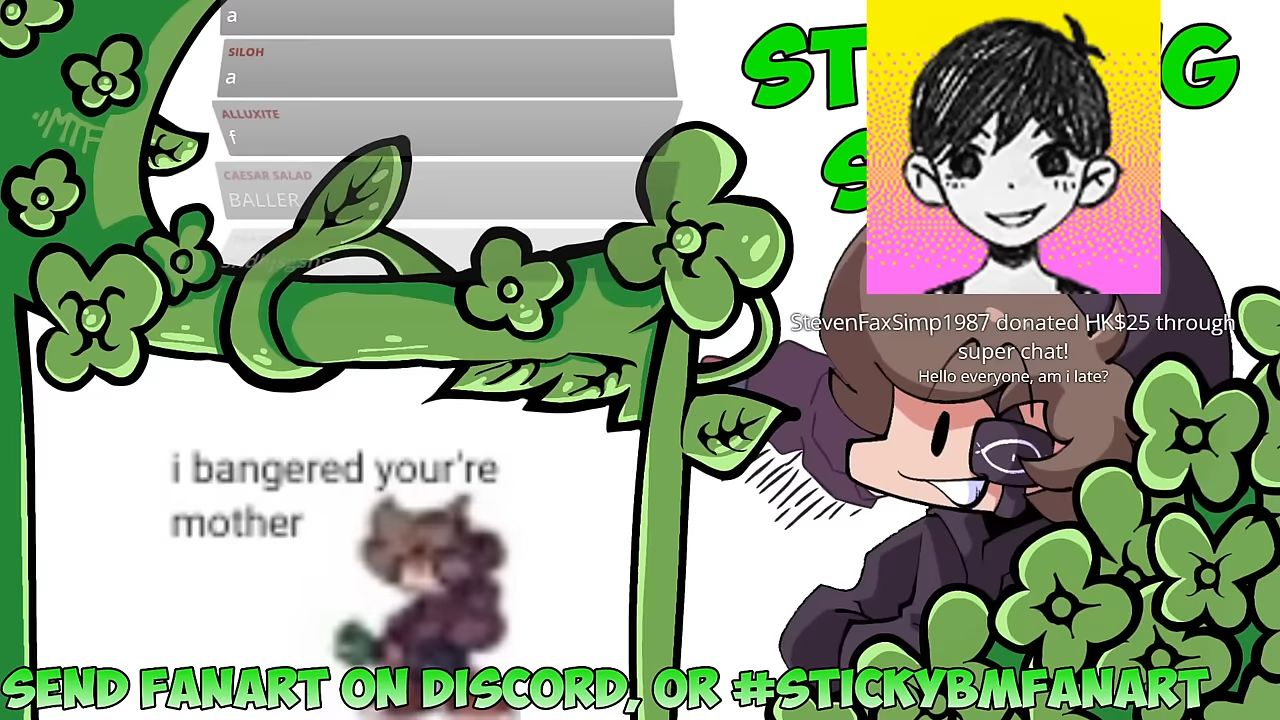 a
SILOH
a
ALLUXITE
f
CAESAR SALAD
BALLER
StevenFaxSimp1987 donated HK$25 through
super chat!
Hello everyone, am i late?
i bangered your're
mother
SEND FANART ON DISCORD, OR #STICKYBMFANART